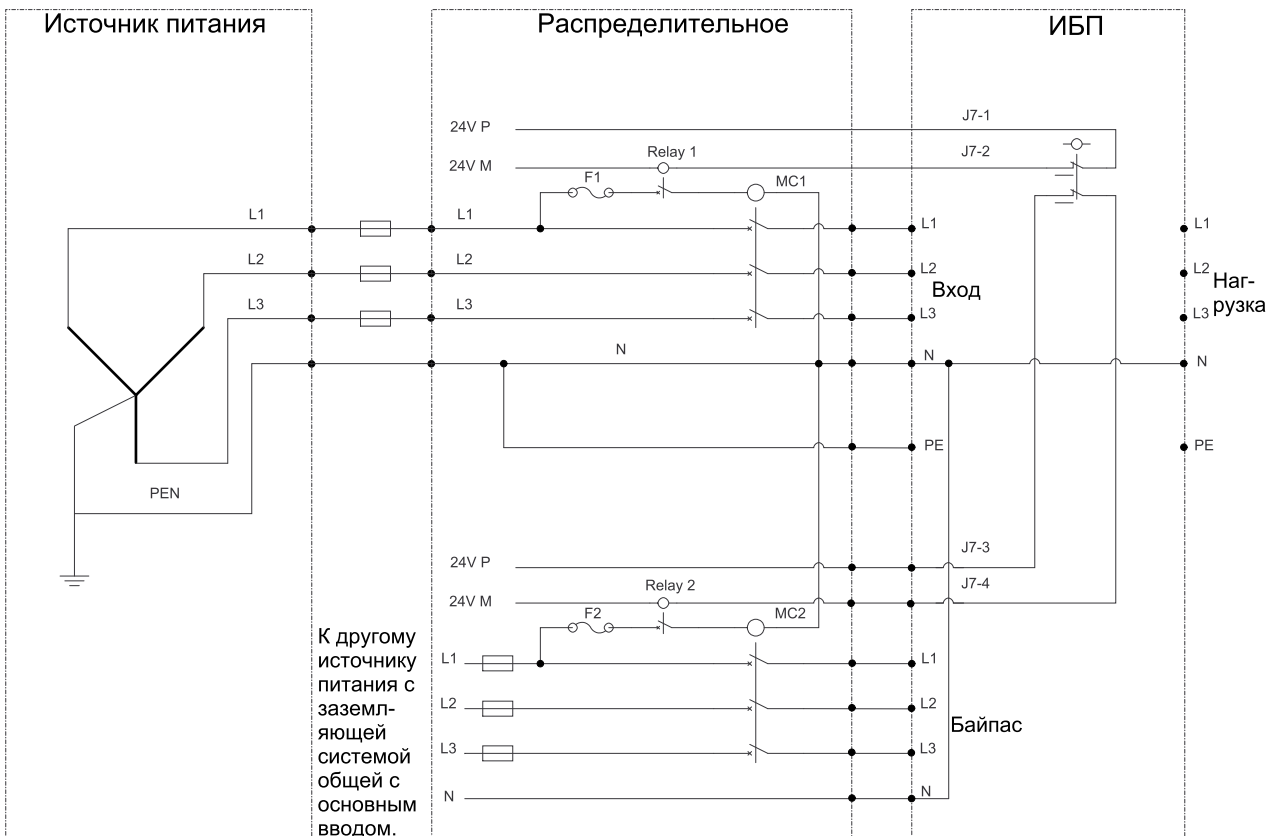 Источник питания
Распределительное
ИБП
24V P
J7-1
24V M
Relay 1
J7-2
F1
MC1
L1
L1
L1
L1
L2
L2
L2
L2
Вход
Наг-
рузка
L3
L3
L3
L3
N
N
N
PE
PE
PEN
24V P
J7-3
24V M
Relay 2
J7-4
F2
MC2
К другому
источнику
питания с
заземл-
яющей
системой
общей с
основным
вводом.
L1
L1
L2
L2
Байпас
L3
L3
N
N